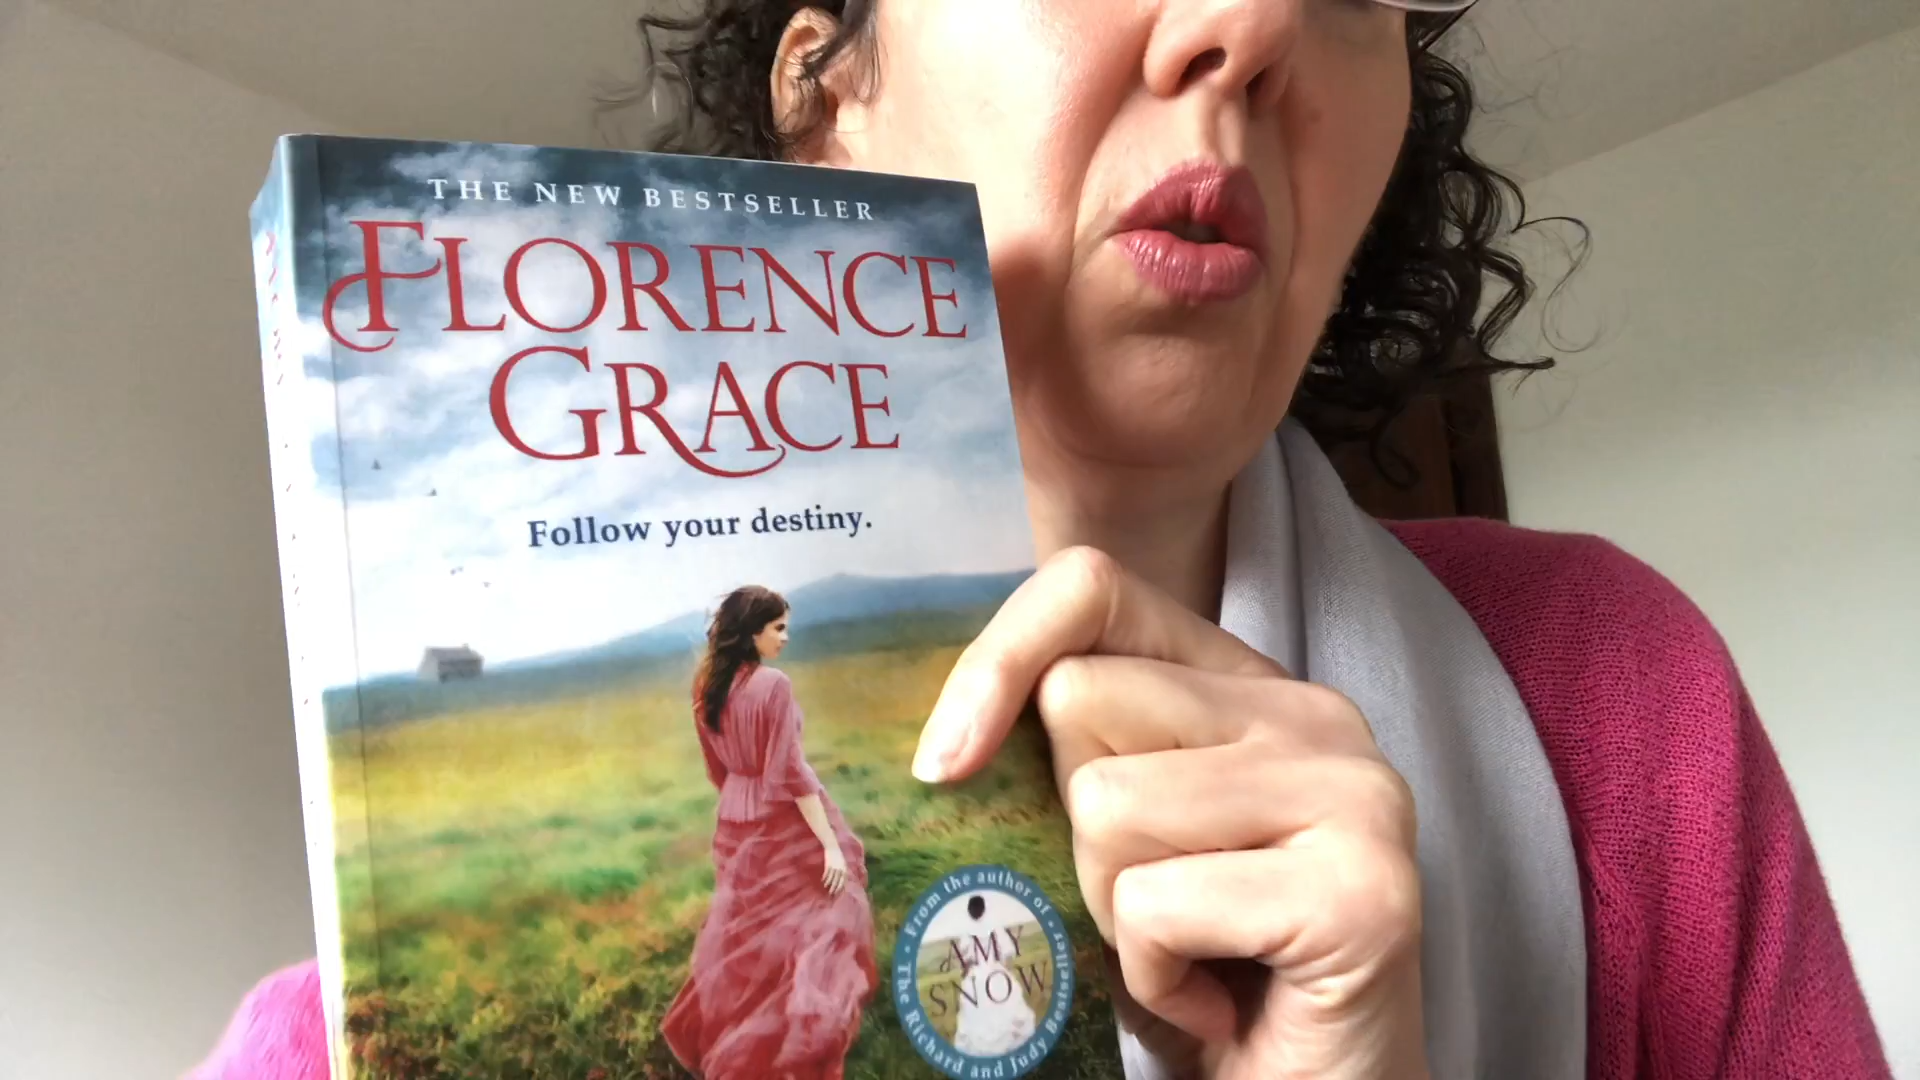 THE NEW BESTSELLER
FLORENCE
GRACE
Follow your destiny.
From the author of
AMY
SNOW
The Richard and Judy Bestseller